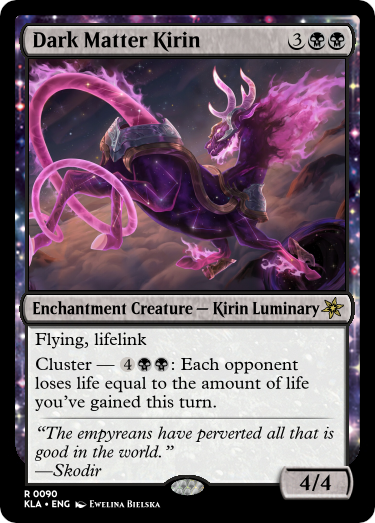 Dark Matter Kirin 3
Enchantment Creature — Kirin Luminary
Flying, lifelink
Cluster — 4: Each opponent
loses life equal to the amount of life
you've gained this turn.
"The empyreans have perverted all that is
good in the world."
—Skodir
4/4
R 0090
KLA • ENG Ewelina Bielska